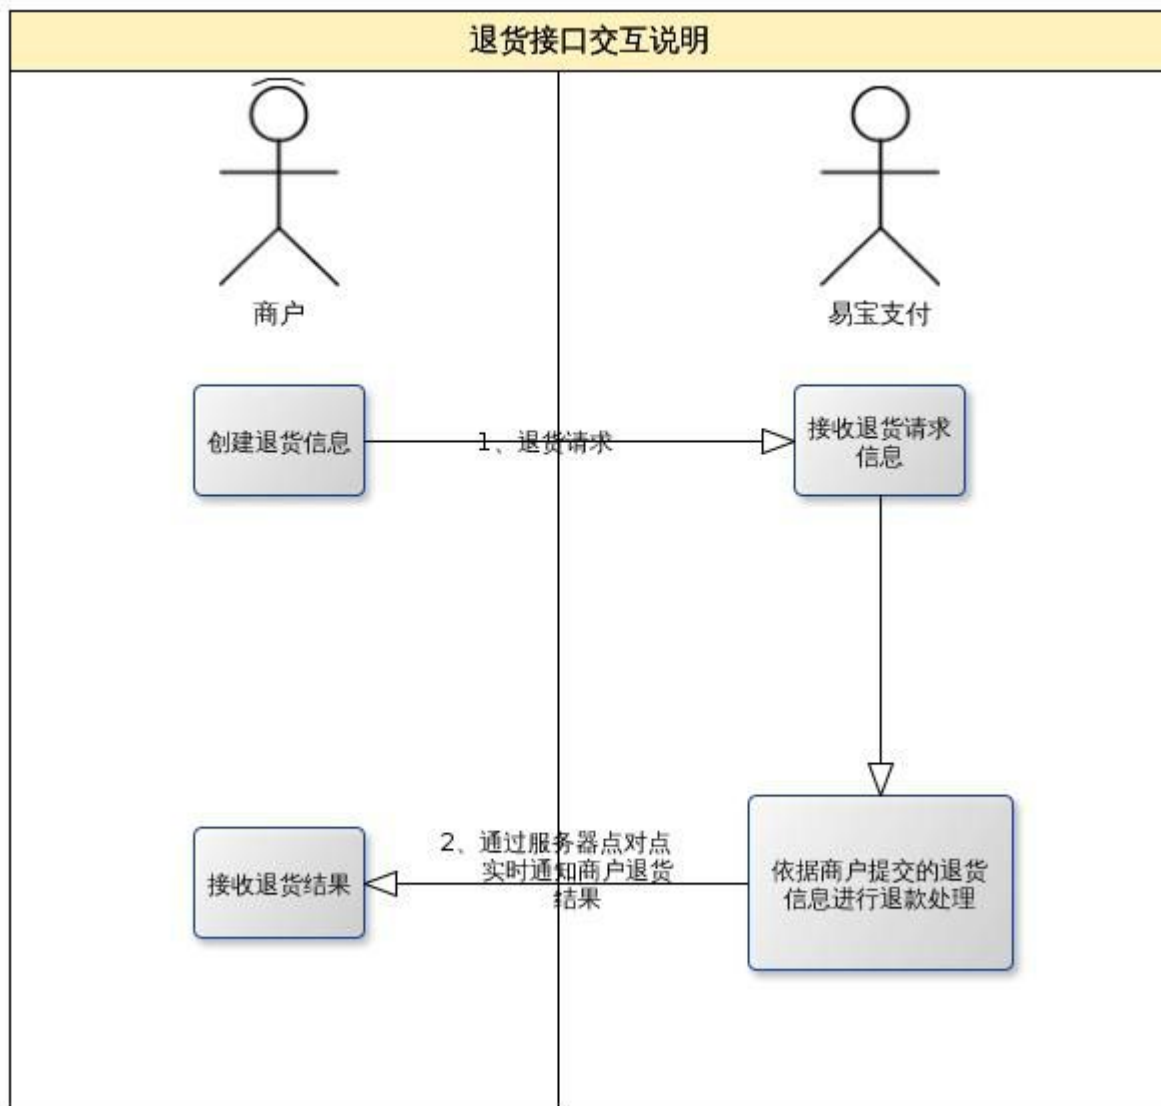 退货接口交互说明
商户
易宝支付
创建退货信息
1、退货请求
接收退货请求
信息
接收退货结果
2、通过服务器点对点
实时通知商户退货
结果
依据商户提交的退货
信息进行退款处理